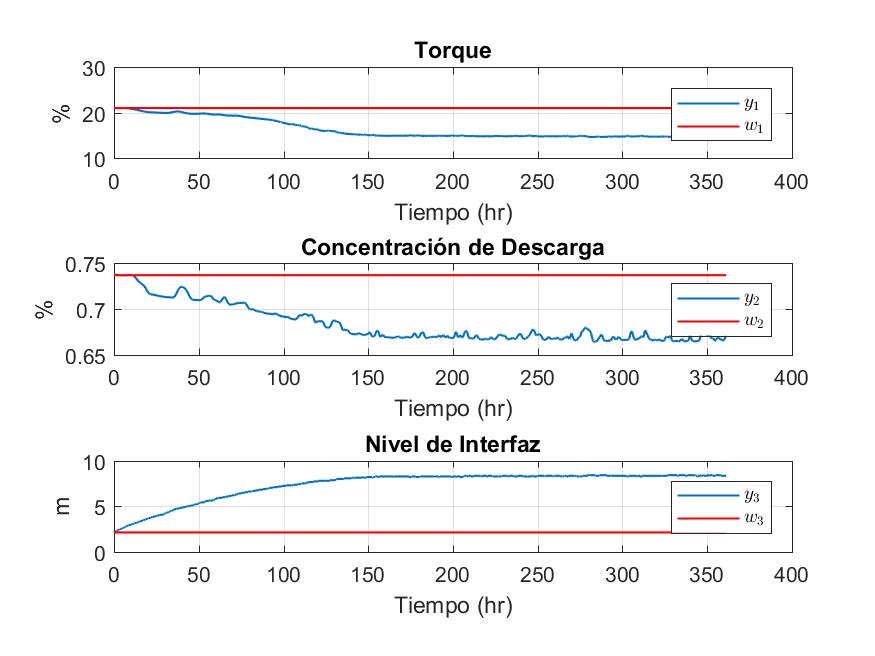 Torque
30
20
10
%
y1
w1
0 50 100 150 200 250 300 350 400
Tiempo (hr)
Concentración de Descarga
0.75
0.7
0.65
%
y2
w2
0 50 100 150 200 250 300 350 400
Tiempo (hr)
Nivel de Interfaz
10
5
0
m
y3
w3
0 50 100 150 200 250 300 350 400
Tiempo (hr)